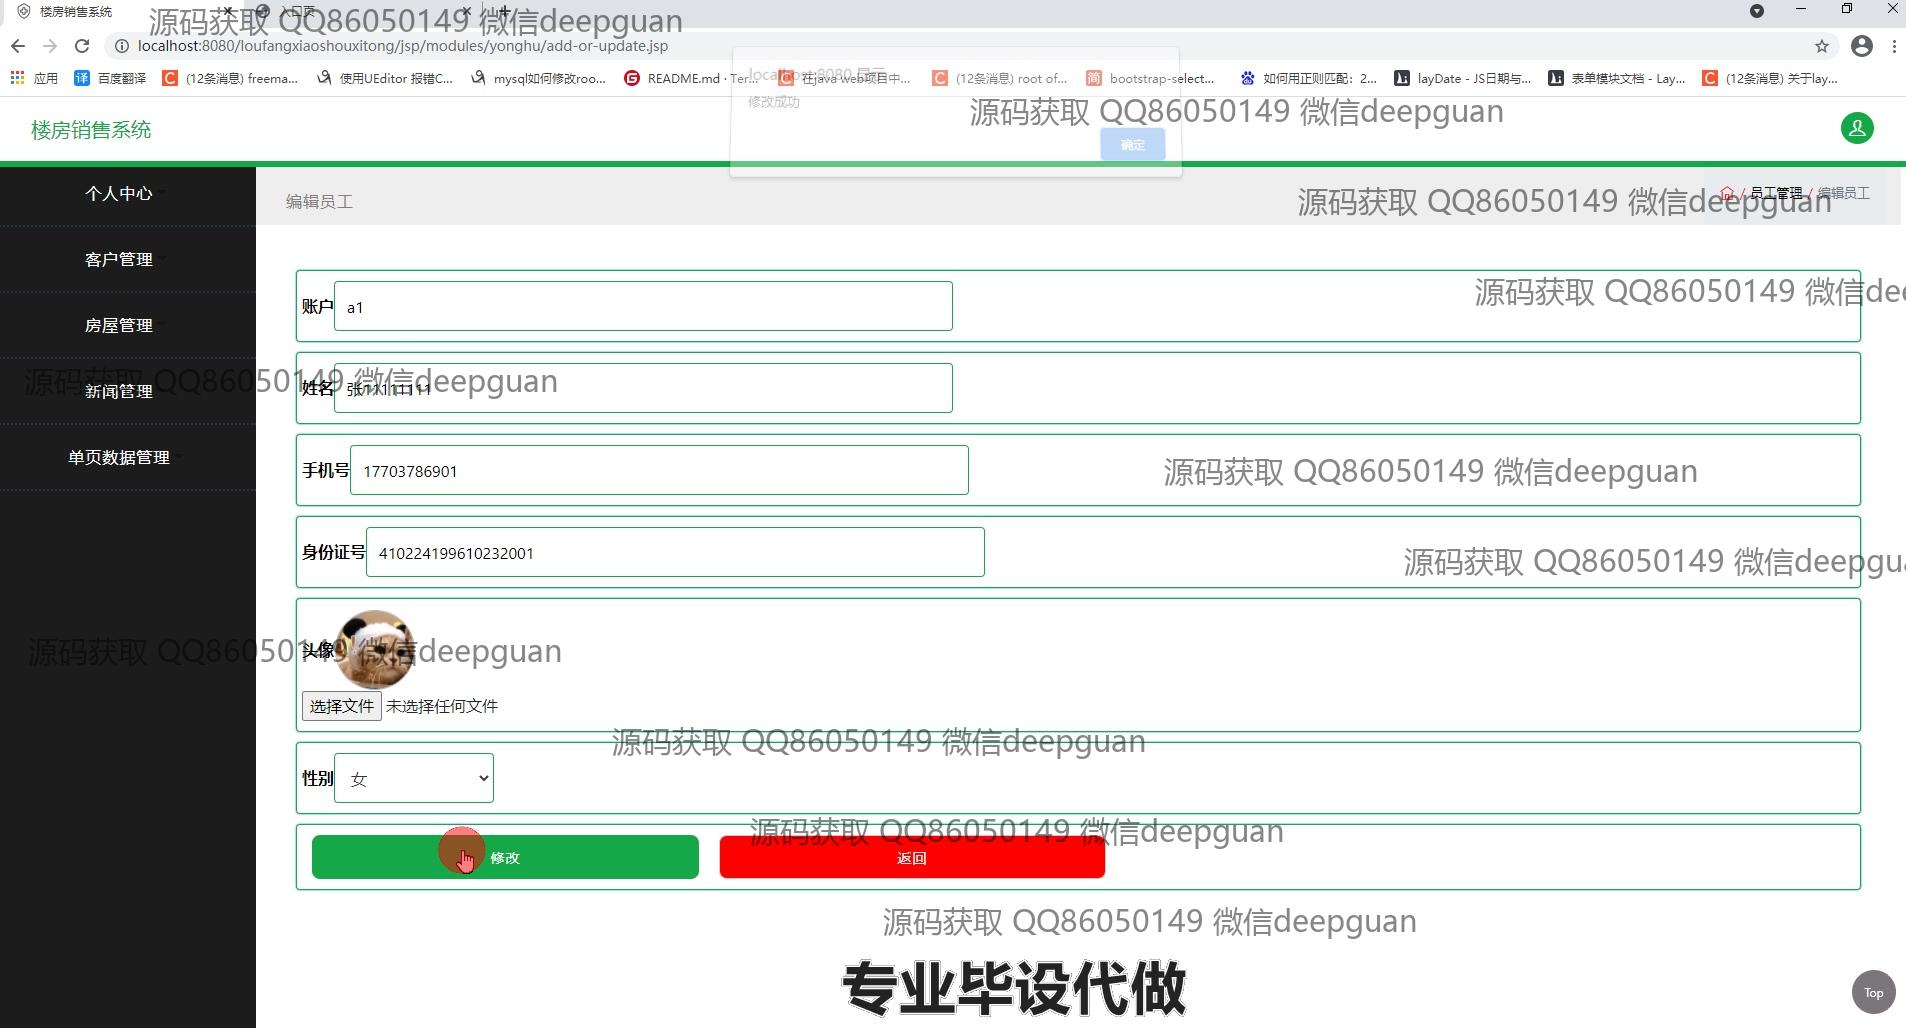 楼房销售系统
入口页
源码获取 QQ86050149 微信deepguan
localhost:8080/loufangxiaoshouxitong/jsp/modules/yonghu/add-or-update.jsp
应用
百度翻译
(12条消息) freema...
使用UEditor 报错C...
mysql如何修改roo...
README.md · Ter...
在java web项目中...
(12条消息) root of...
bootstrap-select...
如何用正则匹配：2...
layDate - JS日期与...
表单模块文档 - Lay...
(12条消息) 关于lay...
localhost:8080 显示
修改成功
确定
源码获取 QQ86050149 微信deepguan
楼房销售系统
个人中心
客户管理
房屋管理
新闻管理
单页数据管理
编辑员工
源码获取 QQ86050149 微信deepguan
/ 员工管理 / 编辑员工
源码获取 QQ86050149 微信dee
账户
a1
源码获取 QQ86050149 微信deepguan
姓名
张11111111
手机号
17703786901
源码获取 QQ86050149 微信deepguan
身份证号
410224199610232001
源码获取 QQ86050149 微信deepgua
源码获取 QQ86050149 微信deepguan
头像
选择文件 未选择任何文件
源码获取 QQ86050149 微信deepguan
性别
女
源码获取 QQ86050149 微信deepguan
修改
返回
源码获取 QQ86050149 微信deepguan
专业毕设代做
Top